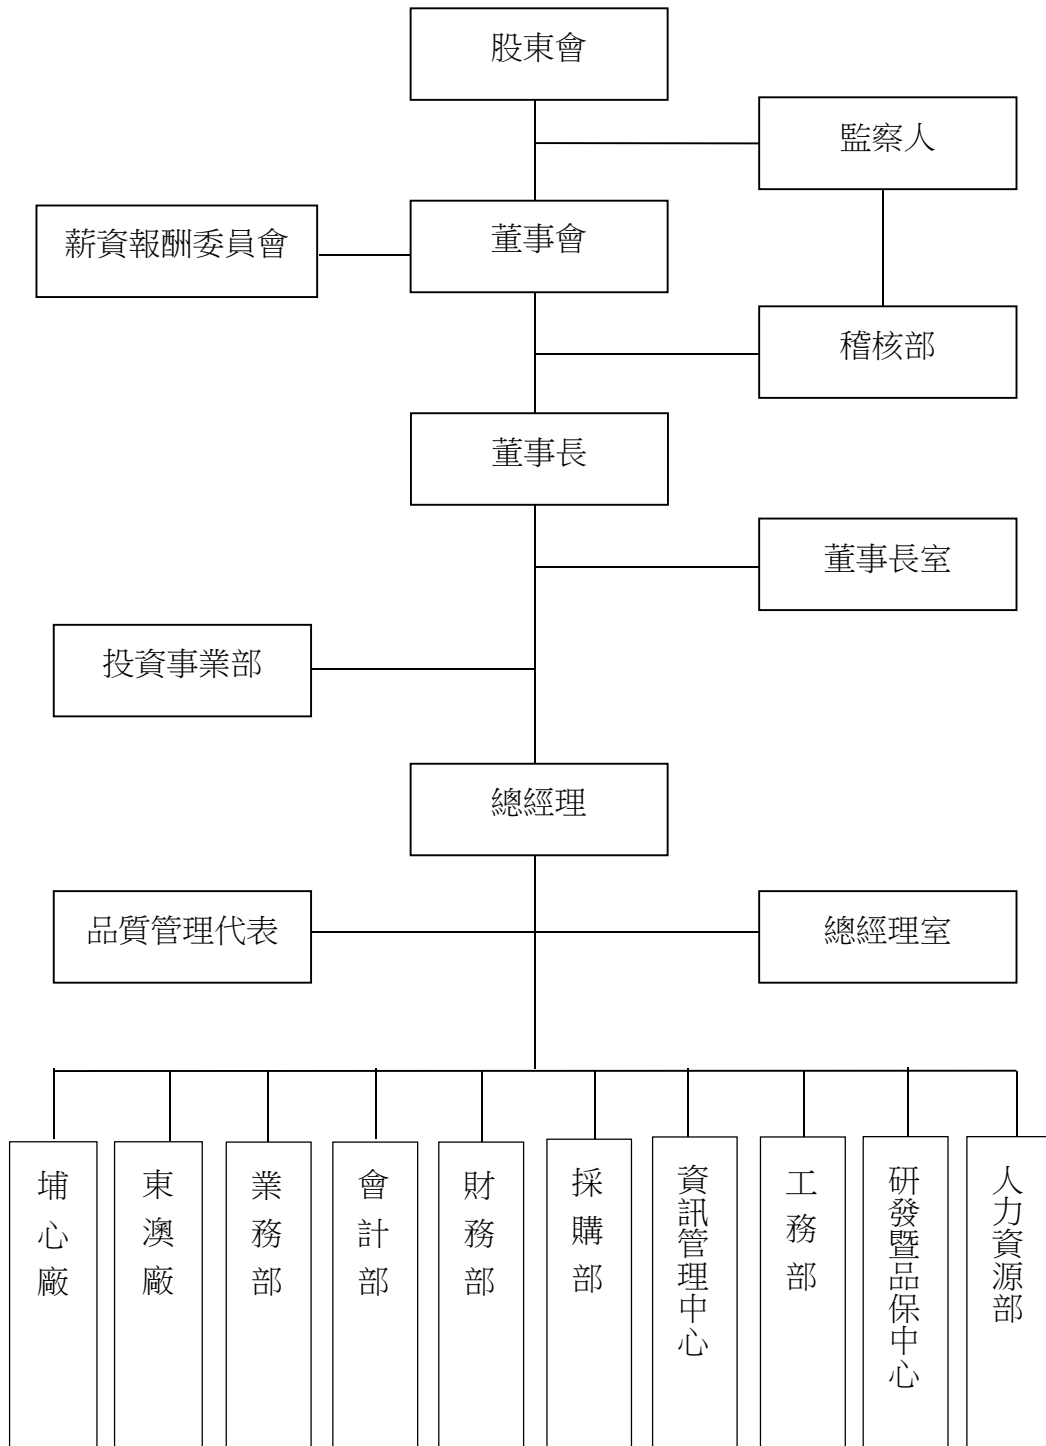 股東會
監察人
薪資報酬委員會
董事會
稽核部
董事長
董事長室
投資事業部
總經理
品質管理代表
總經理室
埔心廠
東澳廠
業務部
會計部
財務部
採購部
資訊管理中心
工務部
研發暨品保中心
人力資源部